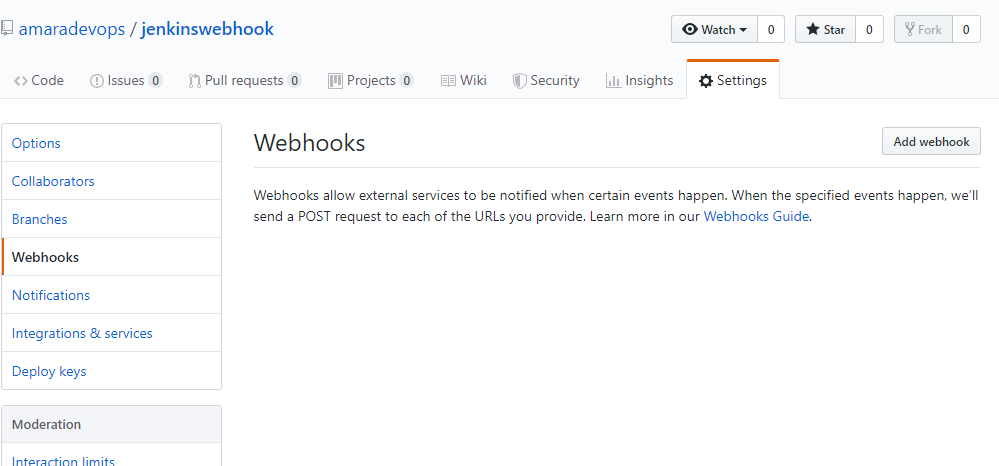 amaradevops / jenkinswebhook
Watch 0 Star 0 Fork 0
Code Issues 0 Pull requests 0 Projects 0 Wiki Security Insights Settings
Options
Collaborators
Branches
Webhooks
Notifications
Integrations & services
Deploy keys
Moderation
Interaction limits
Webhooks
Add webhook
Webhooks allow external services to be notified when certain events happen. When the specified events happen, we’ll
send a POST request to each of the URLs you provide. Learn more in our Webhooks Guide.